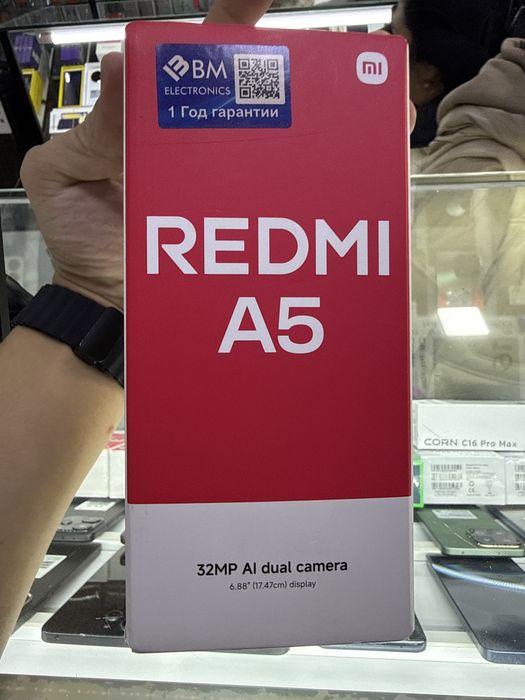 BM
ELECTRONICS
1 Год гарантии
mi
REDMI
A5
32MP AI dual camera
6.88" (17.47cm) display
CORN C16 Pro Max